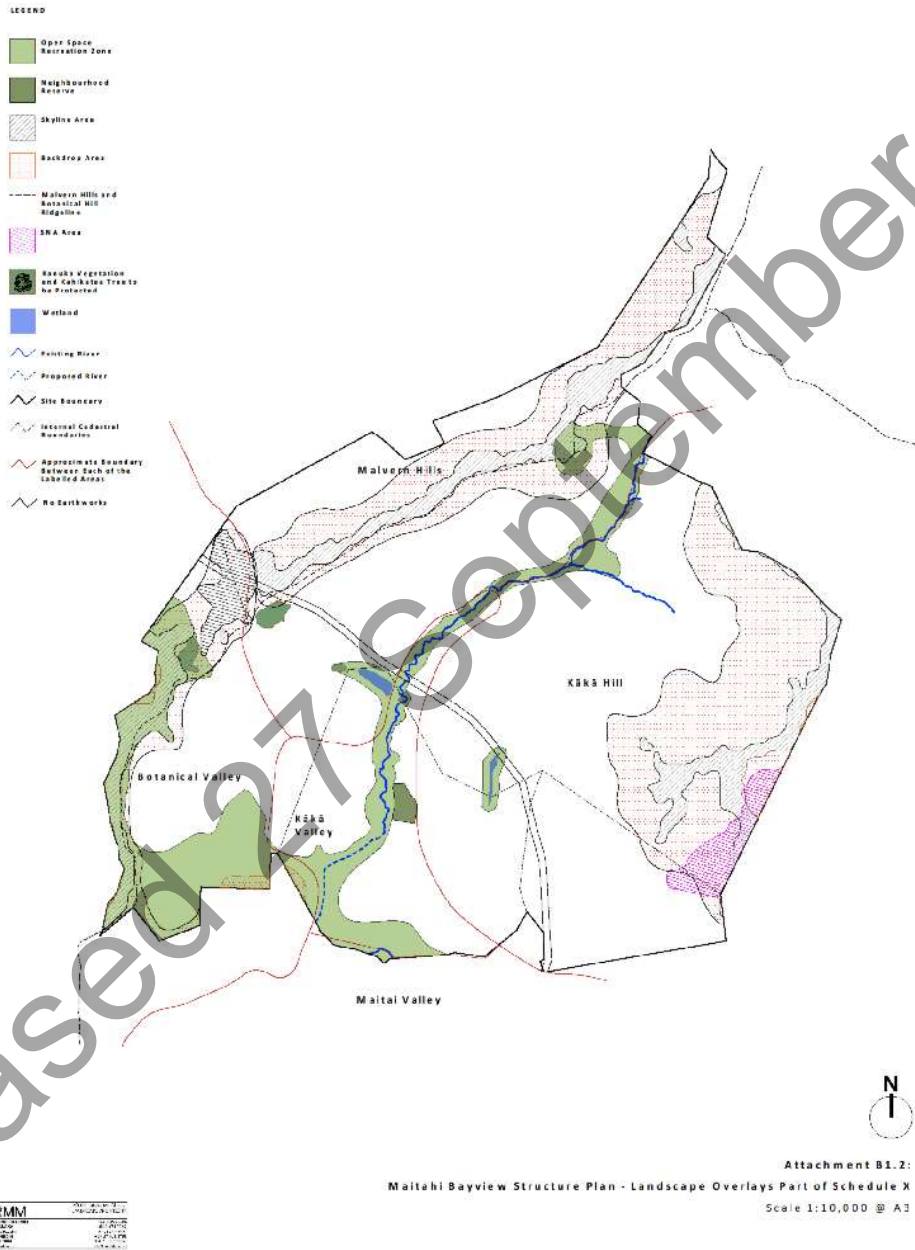 LEGEND
Open Space
Recreation Zone
Neighbourhood
Reserve
Skyline Area
Backdrop Area
Malvern Hills and
Botanical Hill
Ridgeline
SNA Area
Kanuka Vegetation
and Kahikatea Tree to
be Protected
Wetland
Existing River
Proposed River
Site Boundary
Internal Cadastral
Boundaries
Approximate Boundary
Between Each of the
Labelled Areas
No Earthworks
Malvern Hills
Kākā Hill
Botanical Valley
Kākā
Valley
Maitai Valley
ased 27 September
N
Attachment B1.2:
Maitahi Bayview Structure Plan - Landscape Overlays Part of Schedule X
Scale 1:10,000 @ A3
RMM